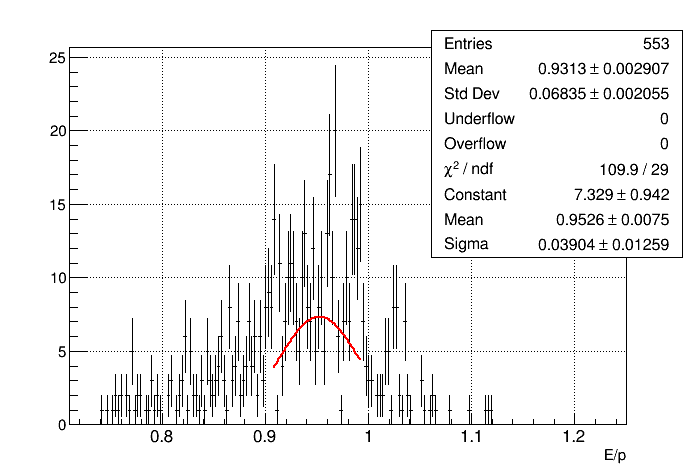 Entries 553
Mean 0.9313 ± 0.002907
Std Dev 0.06835 ± 0.002055
Underflow 0
Overflow 0
χ² / ndf 109.9 / 29
Constant 7.329 ± 0.942
Mean 0.9526 ± 0.0075
Sigma 0.03904 ± 0.01259
25
20
15
10
5
0
0.8 0.9 1 1.1 1.2
E/p